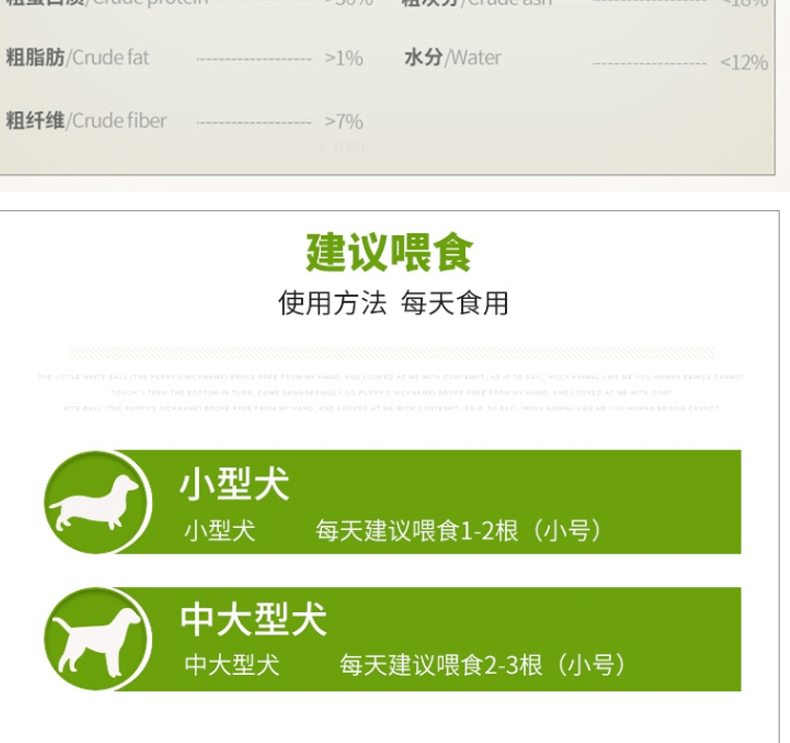 粗蛋白质/Crude protein >30% 粗灰分/Crude ash <18%
粗脂肪/Crude fat >1% 水分/Water <12%
粗纤维/Crude fiber >7%
建议喂食
使用方法 每天食用
THE LITTLE WHITE BALL (THE PUPPY'S NICKNAME) BROKE FREE FROM MY HAND, AND LOOKED AT ME WITH CONTEMPT, AS IF TO SAY, "HOLY ANIMAL LIKE ME YOU HUMAN BEINGS CANNOT
TOUCH. ? THEN THE BOTTOM IN TURN, COME SWAGGERINGLY GO PUPPY'S NICKNAME) BROKE FREE FROM MY HAND, AND LOOKED AT ME WITH CONT
HITE BALL (THE PUPPY'S NICKNAME) BROKE FREE FROM MY HAND, AND LOOKED AT ME WITH CONTEMPT, AS IF TO SAY, "HOLY ANIMAL LIKE ME YOU HUMAN BEINGS CANNOT
小型犬
小型犬 每天建议喂食1-2根（小号）
中大型犬
中大型犬 每天建议喂食2-3根（小号）